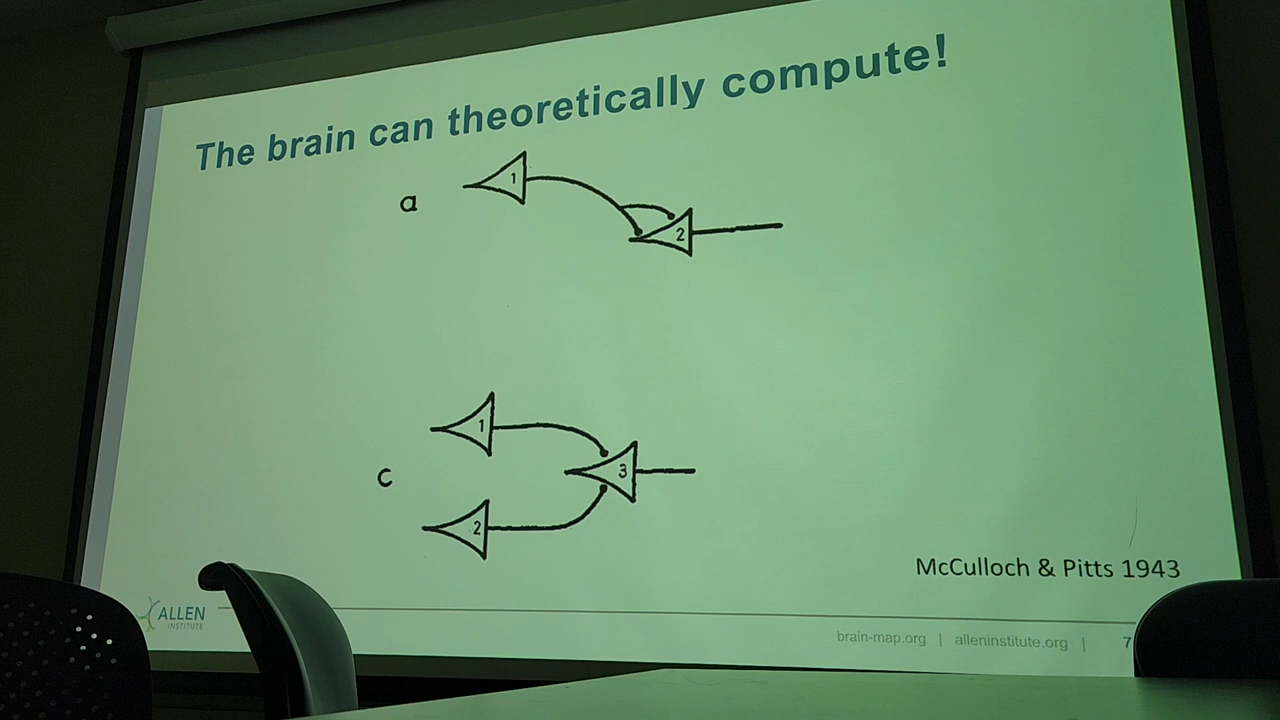 The brain can theoretically compute!
a
1
2
c
1
3
2
McCulloch & Pitts 1943
ALLEN
INSTITUTE
brain-map.org | alleninstitute.org | 7